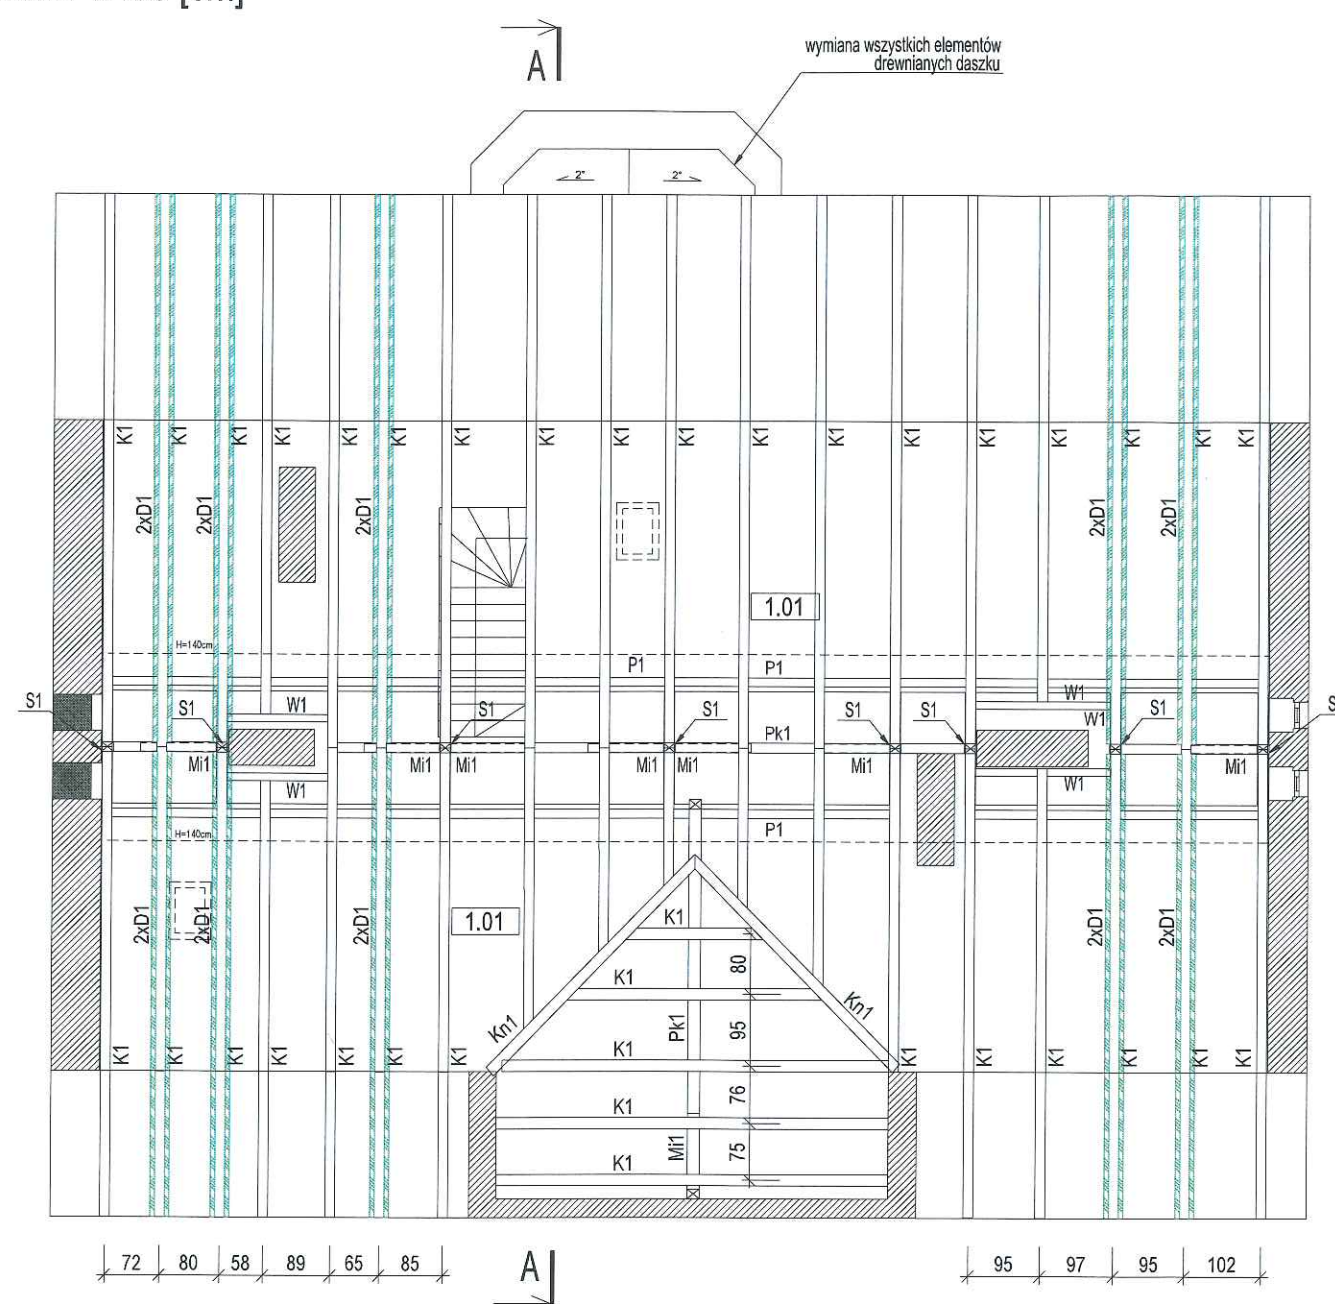 A
wymiana wszystkich elementów
drewnianych daszku
2° 2°
K1 K1 K1 K1 K1 K1 K1 K1 K1 K1 K1 K1 K1 K1 K1 K1 K1 K1
2xD1 2xD1 2xD1 2xD1 2xD1
1.01
H=140cm
P1 P1
W1 W1
S1 S1 S1 S1 S1 S1 S1 S
W1
Pk1
Mi1 Mi1 Mi1 Mi1 Mi1 Mi1 Mi1
W1 W1
H=140cm
P1
2xD1 2xD1 2xD1 1.01 2xD1 2xD1
K1
80
K1
Kn1 Pk1 95 Kn1
K1 K1 K1 K1 K1 K1 K1 K1 K1 K1 K1 K1 K1 K1
76
K1
Mi1 75
K1
72 80 58 89 65 85 A 95 97 95 102